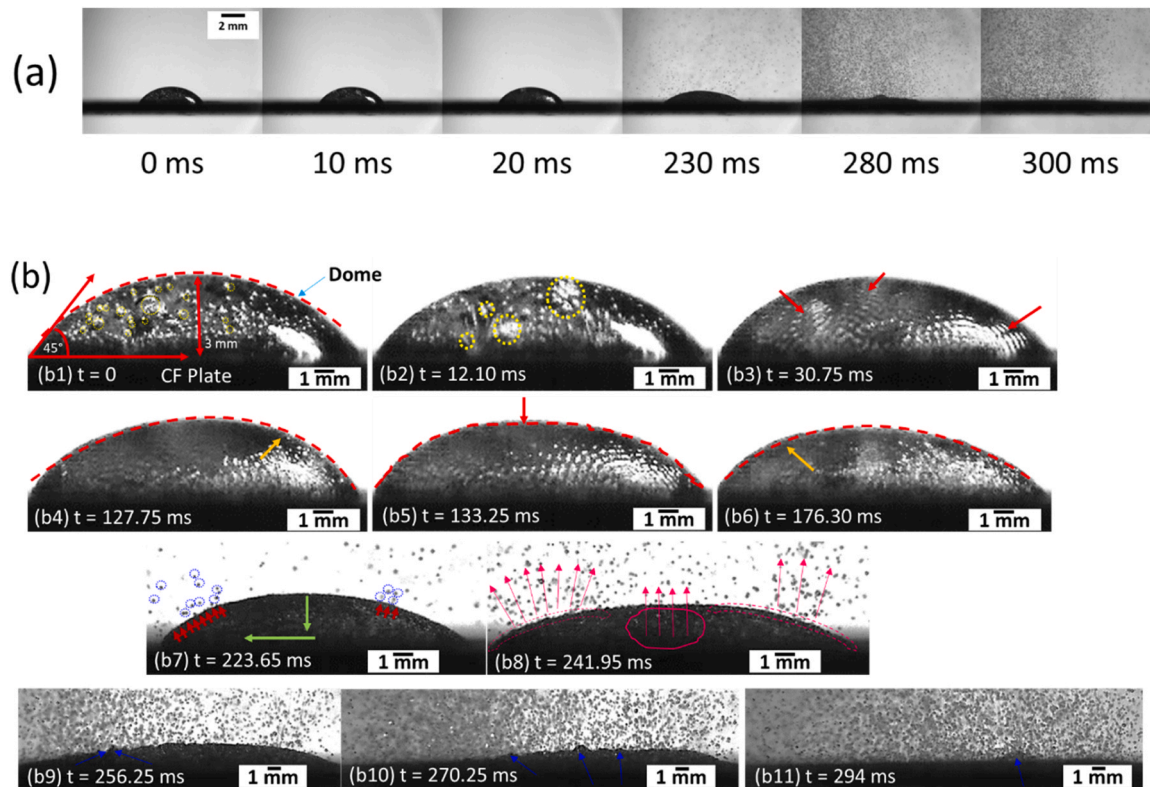 (a)
2 mm
0 ms
10 ms
20 ms
230 ms
280 ms
300 ms
(b)
Dome
45°
3 mm
(b1) t = 0
CF Plate
1 mm
(b2) t = 12.10 ms
1 mm
(b3) t = 30.75 ms
1 mm
(b4) t = 127.75 ms
1 mm
(b5) t = 133.25 ms
1 mm
(b6) t = 176.30 ms
1 mm
(b7) t = 223.65 ms
1 mm
(b8) t = 241.95 ms
1 mm
(b9) t = 256.25 ms
1 mm
(b10) t = 270.25 ms
1 mm
(b11) t = 294 ms
1 mm